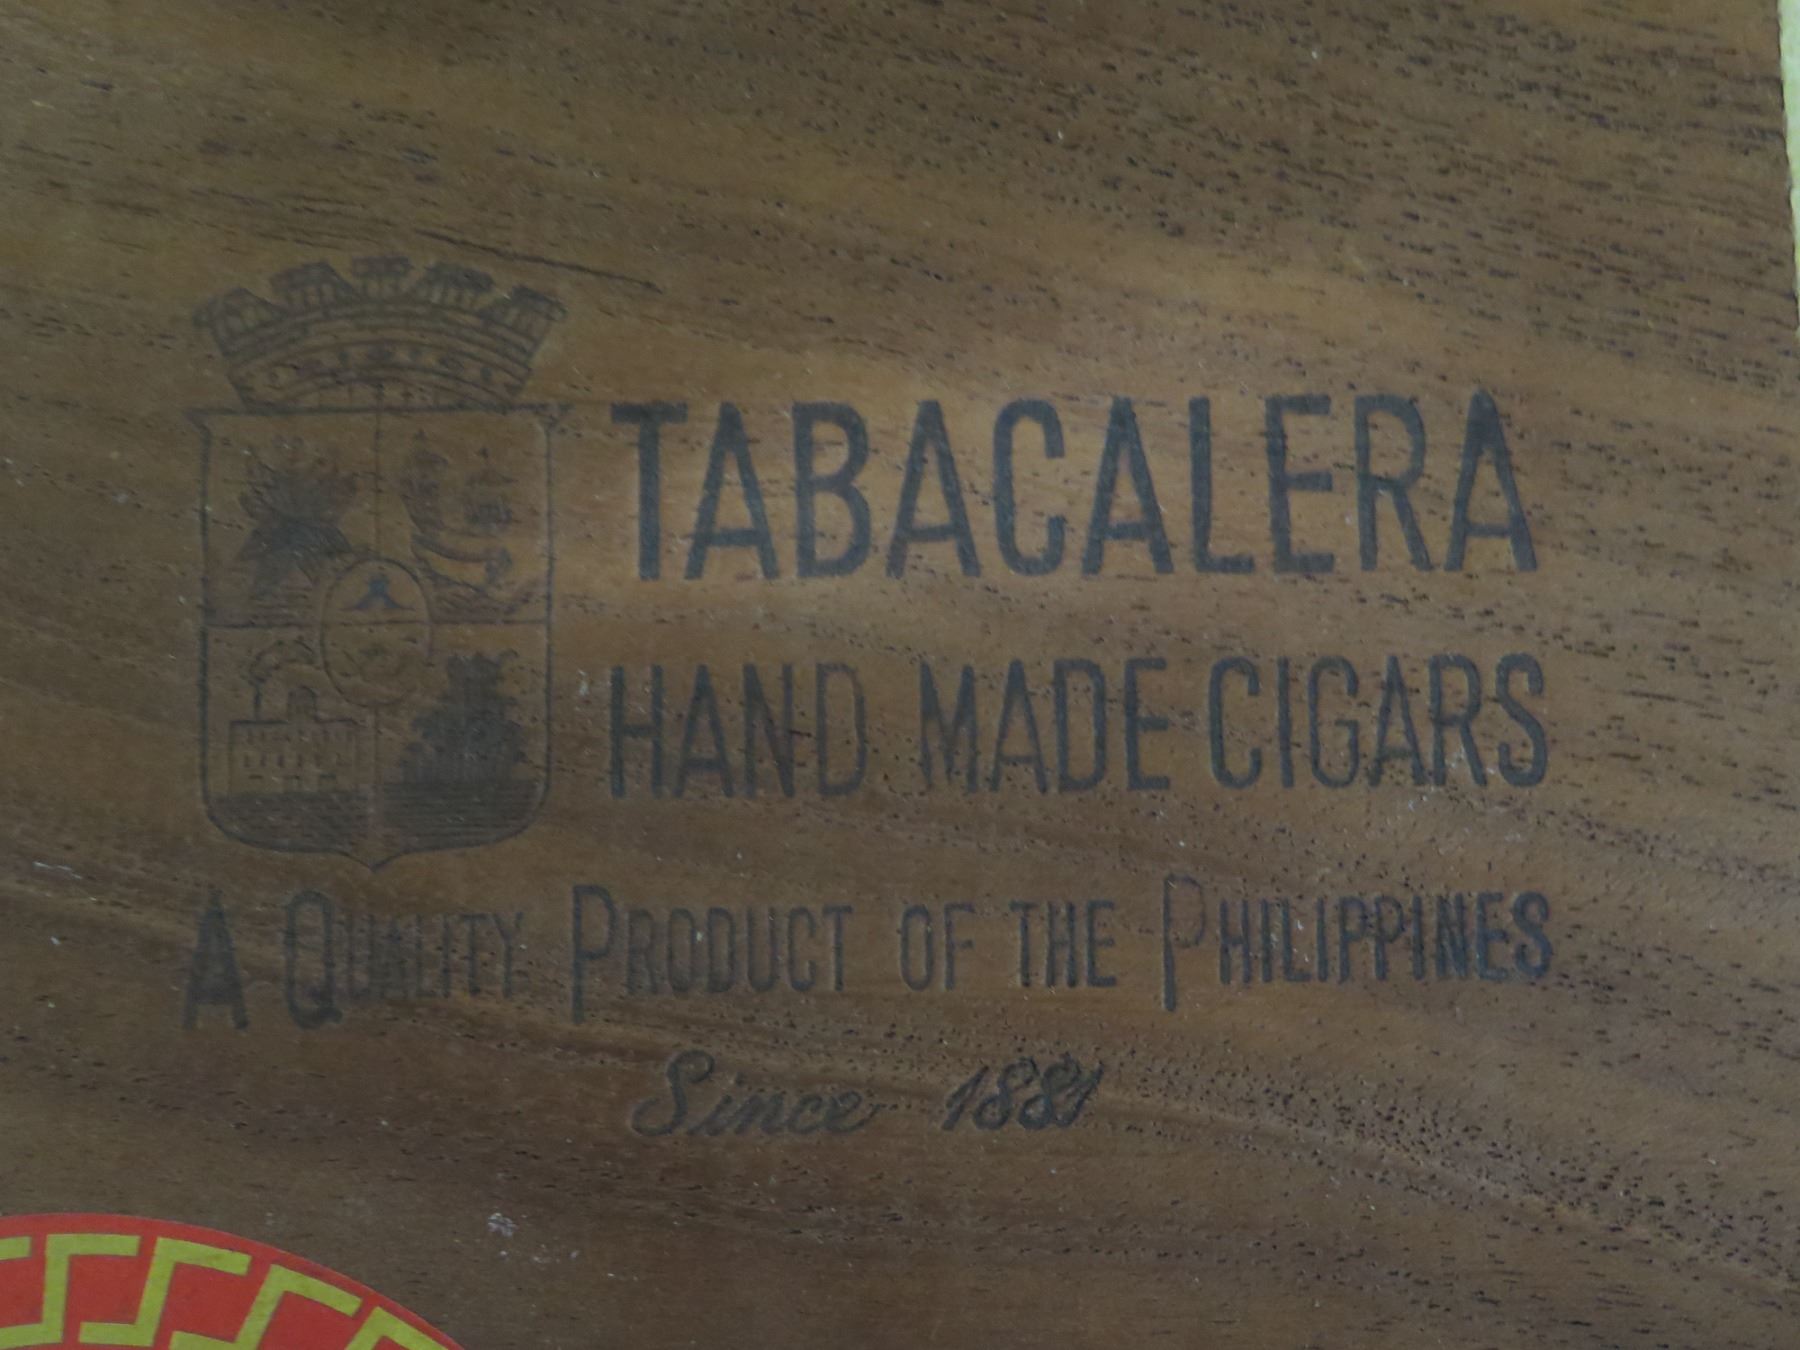 TABACALERA
HAND MADE CIGARS
A QUALITY PRODUCT OF THE PHILIPPINES
Since 1881